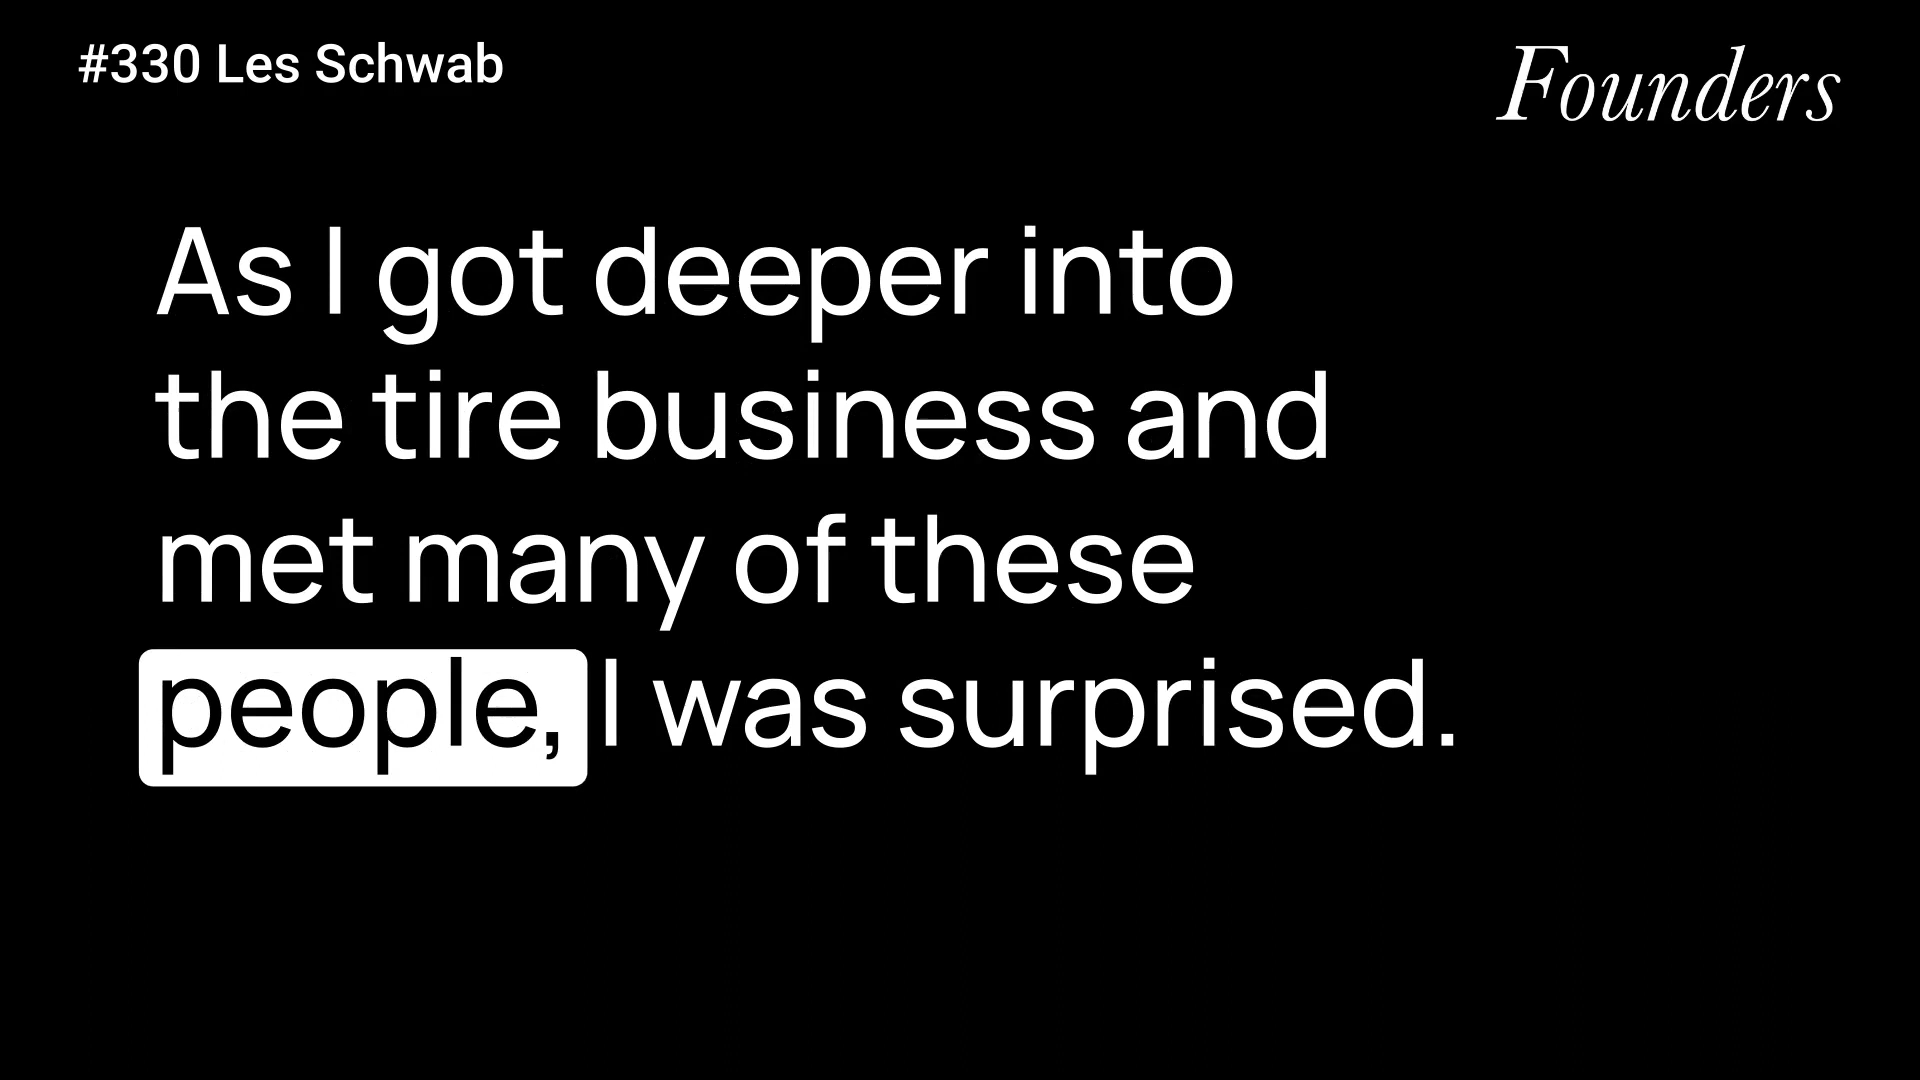 #330 Les Schwab
Founders
As I got deeper into
the tire business and
met many of these
people, I was surprised.